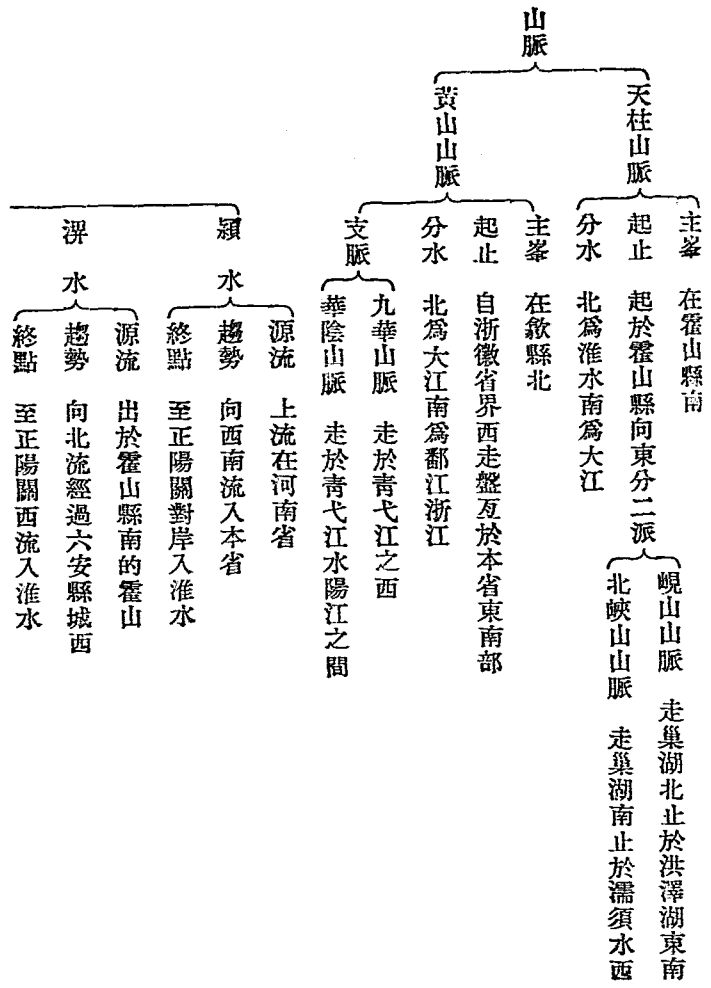 山脈
天柱山脈
主峯　在霍山縣南
起止　起於霍山縣向東分二派
峴山山脈　走巢湖北止於洪澤湖東南
北峽山山脈　走巢湖南止於濡須水西
分水　北爲淮水南爲大江
黃山山脈
主峯　在歙縣北
起止　自浙徽省界西走盤亙於本省東南部
分水　北爲大江南爲鄱江浙江
支脈
九華山脈　走於靑弋江之西
華陰山脈　走於靑弋江水陽江之間
潁水
源流　上流在河南省
趨勢　向西南流入本省
終點　至正陽關對岸入淮水
淠水
源流　出於霍山縣南的霍山
趨勢　向北流經過六安縣城西
終點　至正陽關西流入淮水